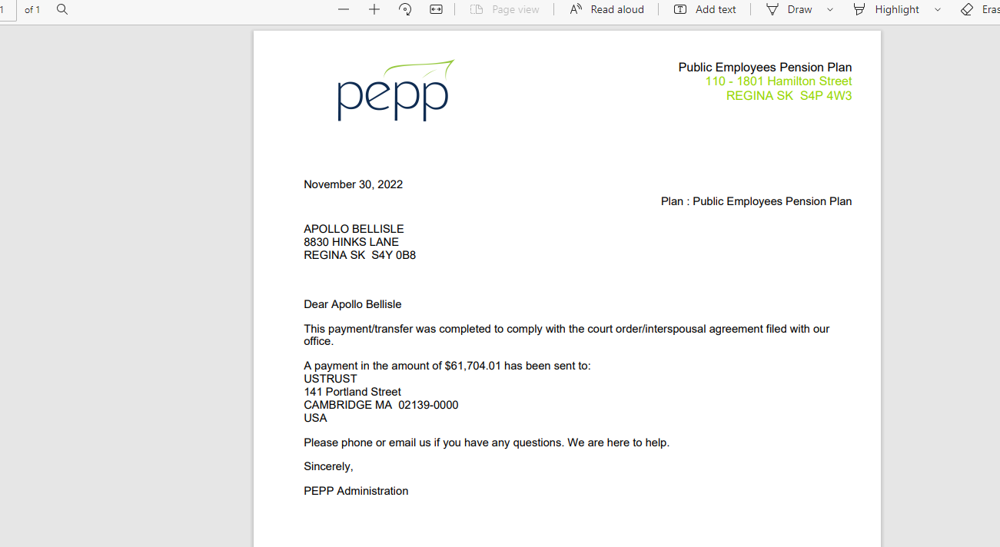 1 of 1 Page view Read aloud Add text Draw Highlight
pepp
Public Employees Pension Plan
110 - 1801 Hamilton Street
REGINA SK  S4P 4W3
November 30, 2022
Plan : Public Employees Pension Plan
APOLLO BELLISLE
8830 HINKS LANE
REGINA SK  S4Y 0B8
Dear Apollo Bellisle
This payment/transfer was completed to comply with the court order/interspousal agreement filed with our
office.
A payment in the amount of $61,704.01 has been sent to:
USTRUST
141 Portland Street
CAMBRIDGE MA  02139-0000
USA
Please phone or email us if you have any questions. We are here to help.
Sincerely,
PEPP Administration